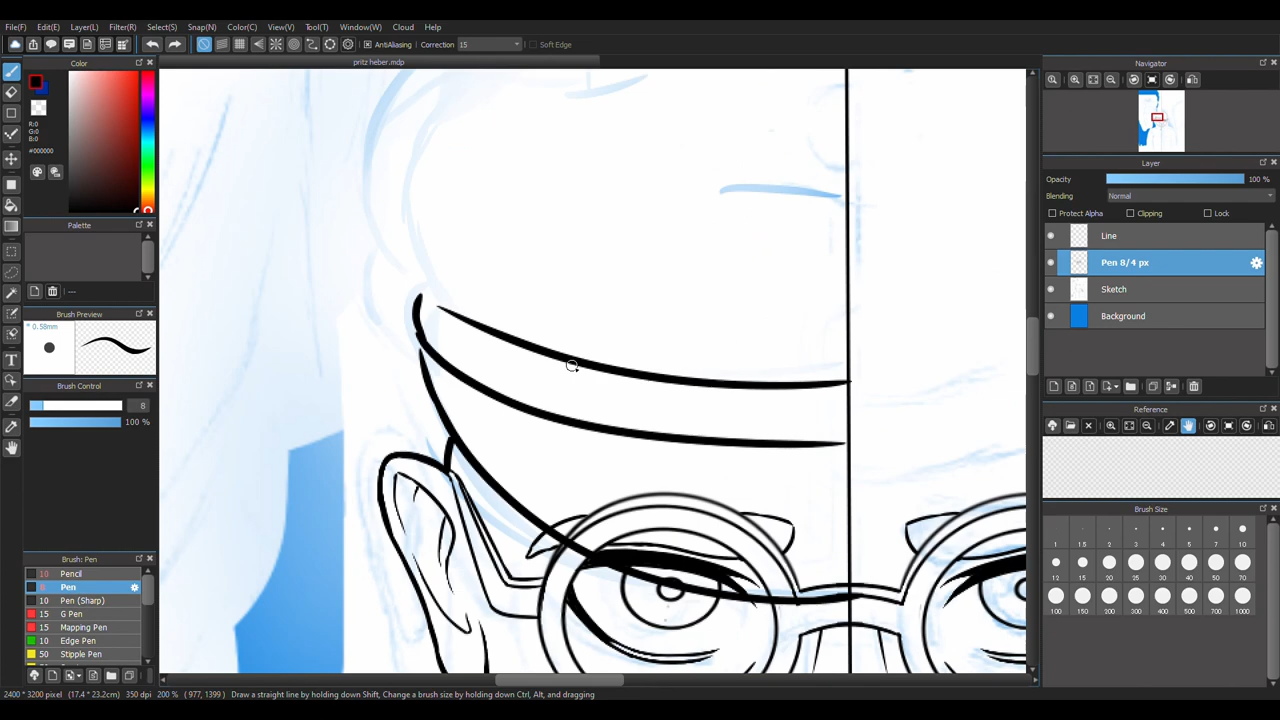 File(F) Edit(E) Layer(L) Filter(R) Select(S) Snap(N) Color(C) View(V) Tool(T) Window(W) Cloud Help
AntiAliasing Correction 15 Soft Edge
pritz heber.mdp
Color
R:0
G:0
B:0
#000000
Palette
---
Brush Preview
* 0.58mm
Brush Control
8
100 %
Brush: Pen
10 Pencil
8 Pen
10 Pen (Sharp)
15 G Pen
15 Mapping Pen
10 Edge Pen
50 Stipple Pen
Navigator
Layer
Opacity 100 %
Blending Normal
Protect Alpha Clipping Lock
Line
Pen 8/4 px
Sketch
Background
Reference
Brush Size
1 1.5 2 3 4 5 7 10
12 15 20 25 30 40 50 70
100 150 200 300 400 500 700 1000
2400 * 3200 pixel (17.4 * 23.2cm) 350 dpi 200 % ( 977, 1399 ) Draw a straight line by holding down Shift, Change a brush size by holding down Ctrl, Alt, and dragging